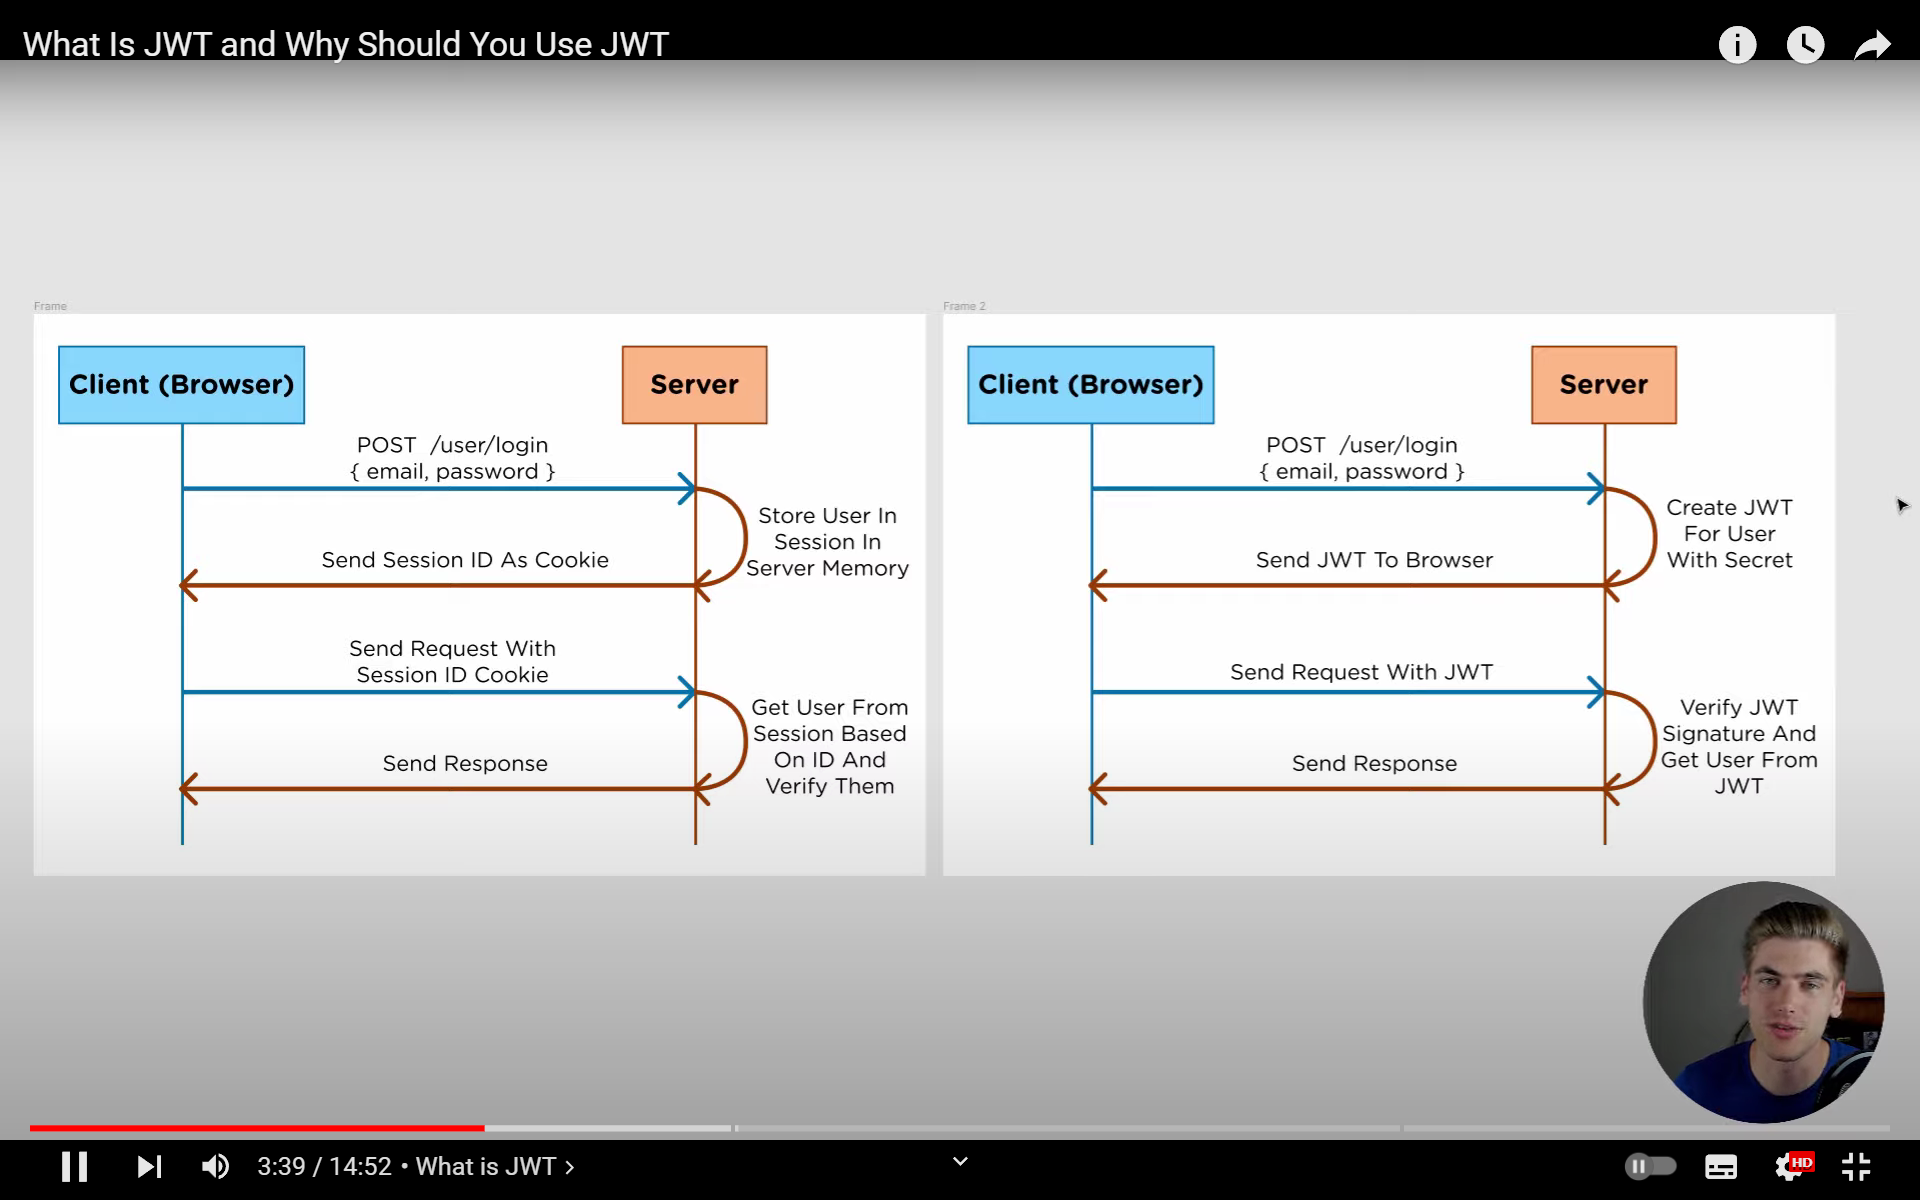 What Is JWT and Why Should You Use JWT
Frame
Client (Browser)
Server
POST /user/login
{ email, password }
Store User In
Session In
Server Memory
Send Session ID As Cookie
Send Request With
Session ID Cookie
Get User From
Session Based
On ID And
Verify Them
Send Response
Frame 2
Client (Browser)
Server
POST /user/login
{ email, password }
Create JWT
For User
With Secret
Send JWT To Browser
Send Request With JWT
Verify JWT
Signature And
Get User From
JWT
Send Response
3:39 / 14:52 • What is JWT >
HD